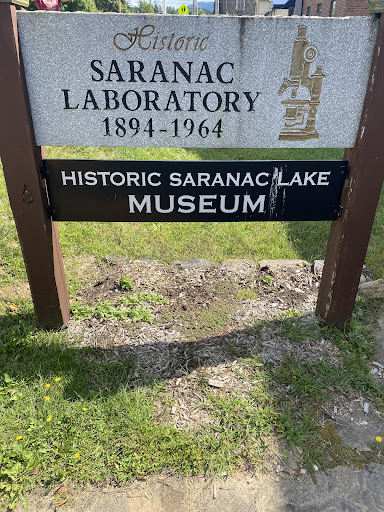 Historic
SARANAC
LABORATORY
1894-1964
HISTORIC SARANAC LAKE
MUSEUM